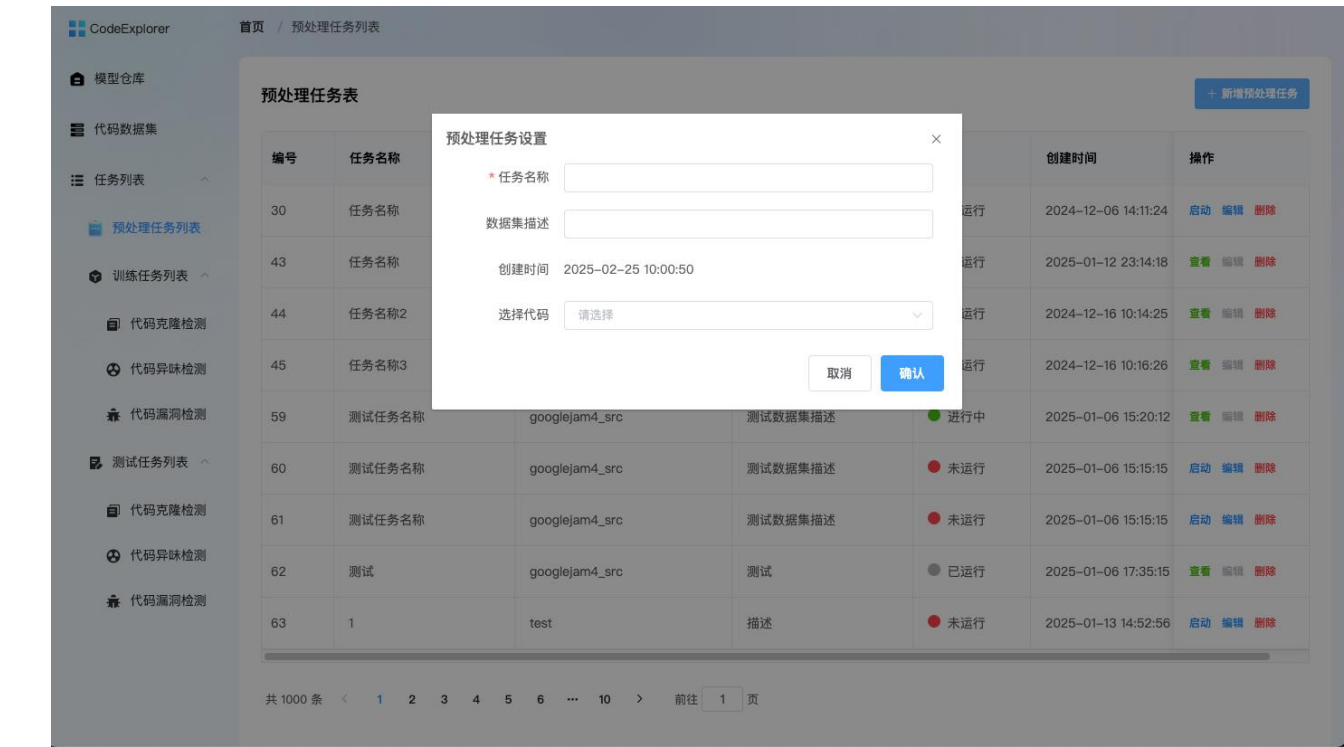 CodeExplorer
首页 / 预处理任务列表
模型仓库
代码数据集
任务列表
预处理任务列表
训练任务列表
代码克隆检测
代码异味检测
代码漏洞检测
测试任务列表
代码克隆检测
代码异味检测
代码漏洞检测
预处理任务表
+ 新增预处理任务
预处理任务设置 ×
* 任务名称
数据集描述
创建时间 2025-02-25 10:00:50
选择代码 请选择
取消 确认
编号 任务名称 创建时间 操作
30 任务名称 运行 2024-12-06 14:11:24 启动 编辑 删除
43 任务名称 运行 2025-01-12 23:14:18 查看 编辑 删除
44 任务名称2 运行 2024-12-16 10:14:25 查看 编辑 删除
45 任务名称3 运行 2024-12-16 10:16:26 查看 编辑 删除
59 测试任务名称 googlejam4_src 测试数据集描述 进行中 2025-01-06 15:20:12 查看 编辑 删除
60 测试任务名称 googlejam4_src 测试数据集描述 未运行 2025-01-06 15:15:15 启动 编辑 删除
61 测试任务名称 googlejam4_src 测试数据集描述 未运行 2025-01-06 15:15:15 启动 编辑 删除
62 测试 googlejam4_src 测试 已运行 2025-01-06 17:35:15 查看 编辑 删除
63 1 test 描述 未运行 2025-01-13 14:52:56 启动 编辑 删除
共 1000 条 < 1 2 3 4 5 6 ... 10 > 前往 1 页